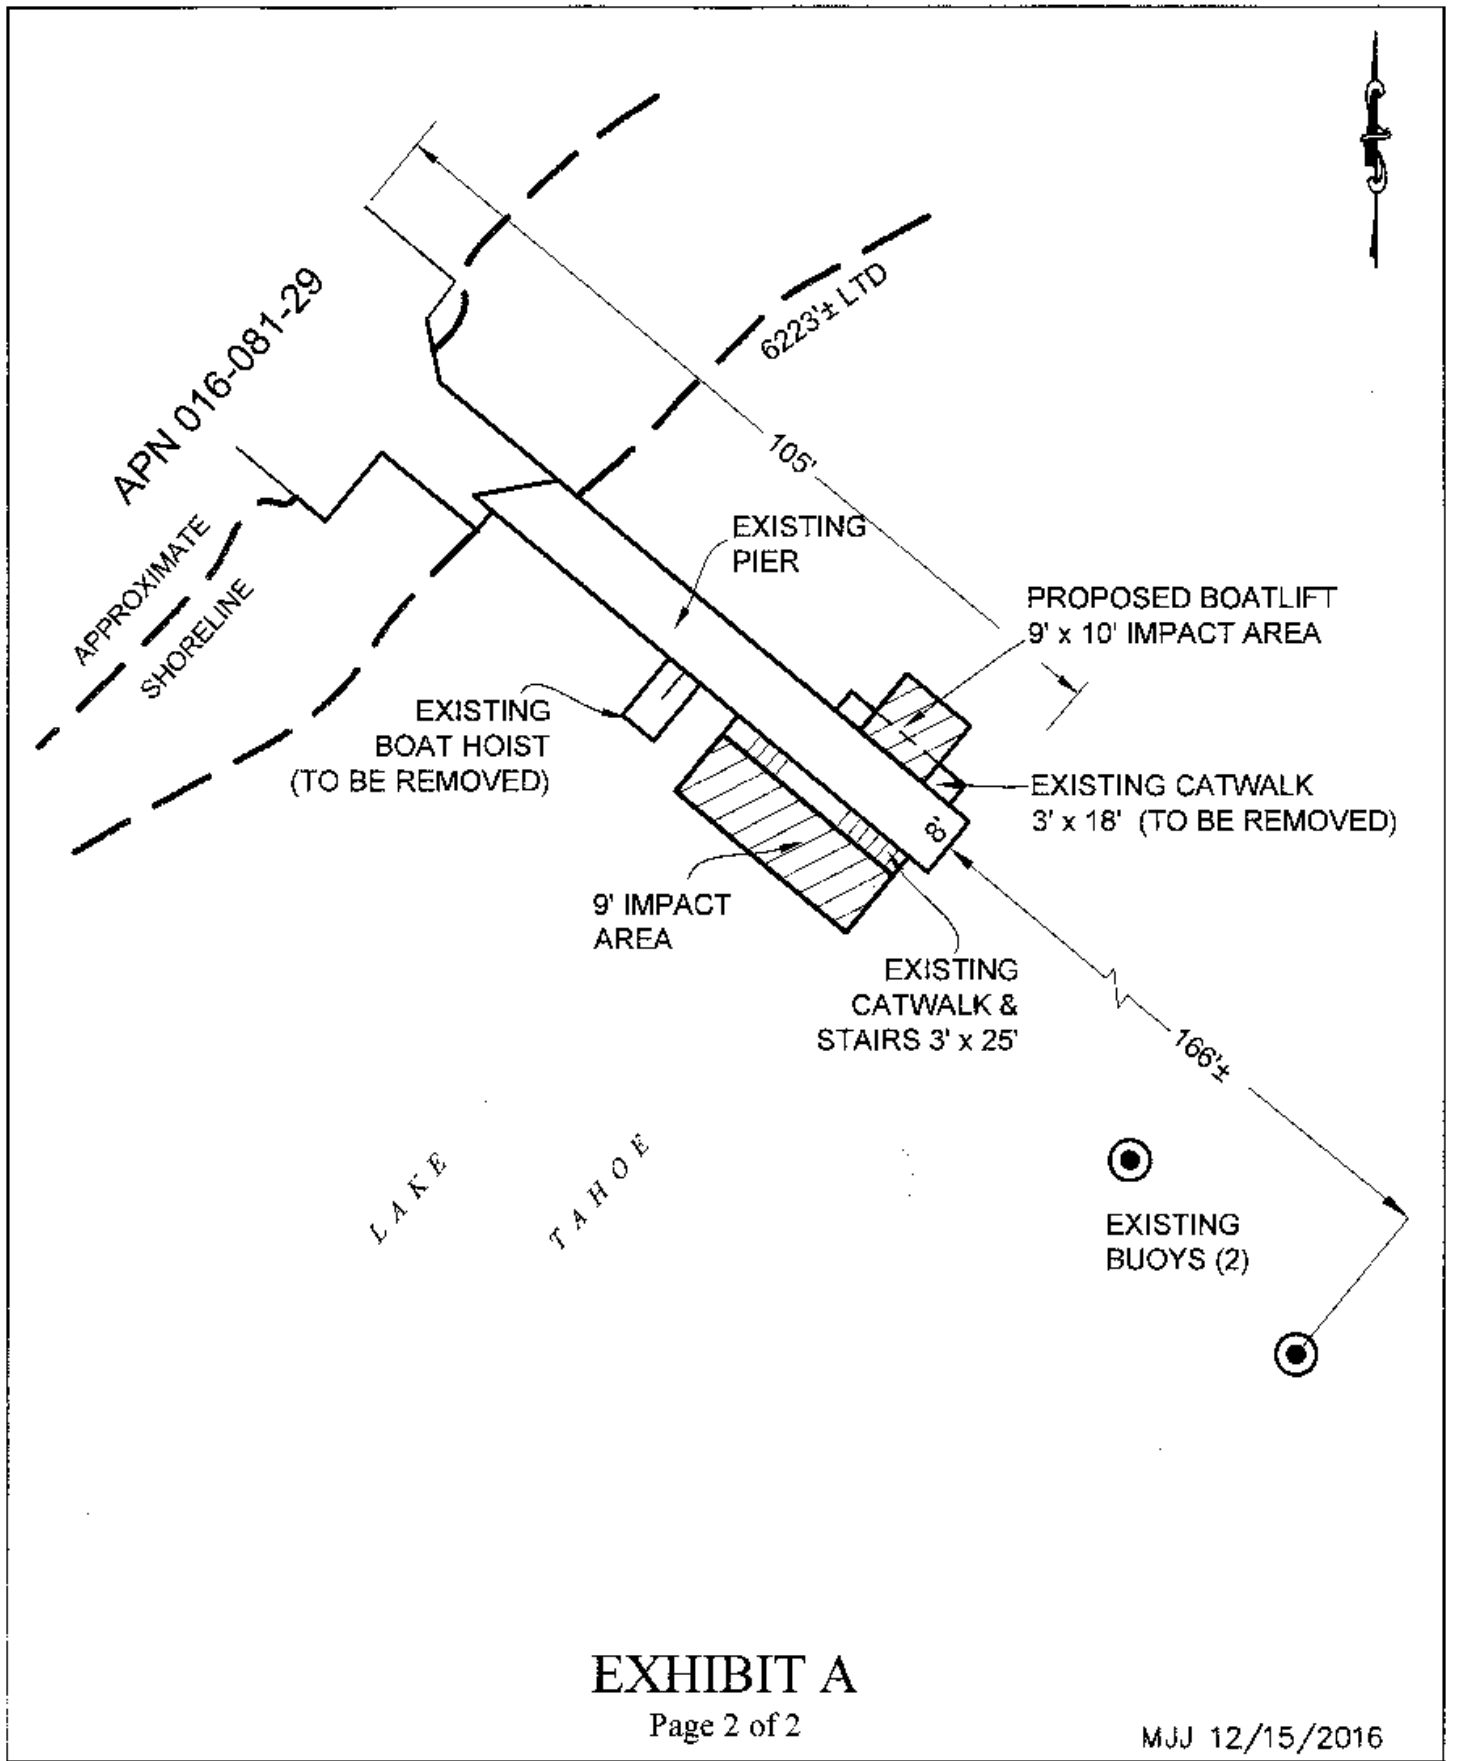 APN 016-081-29
6223'± LTD
105'
EXISTING
PIER
APPROXIMATE
SHORELINE
PROPOSED BOATLIFT
9' x 10' IMPACT AREA
EXISTING
BOAT HOIST
(TO BE REMOVED)
EXISTING CATWALK
3' x 18' (TO BE REMOVED)
8'
9' IMPACT
AREA
EXISTING
CATWALK &
STAIRS 3' x 25'
166'±
LAKE TAHOE
EXISTING
BUOYS (2)
EXHIBIT A
Page 2 of 2
MJJ 12/15/2016